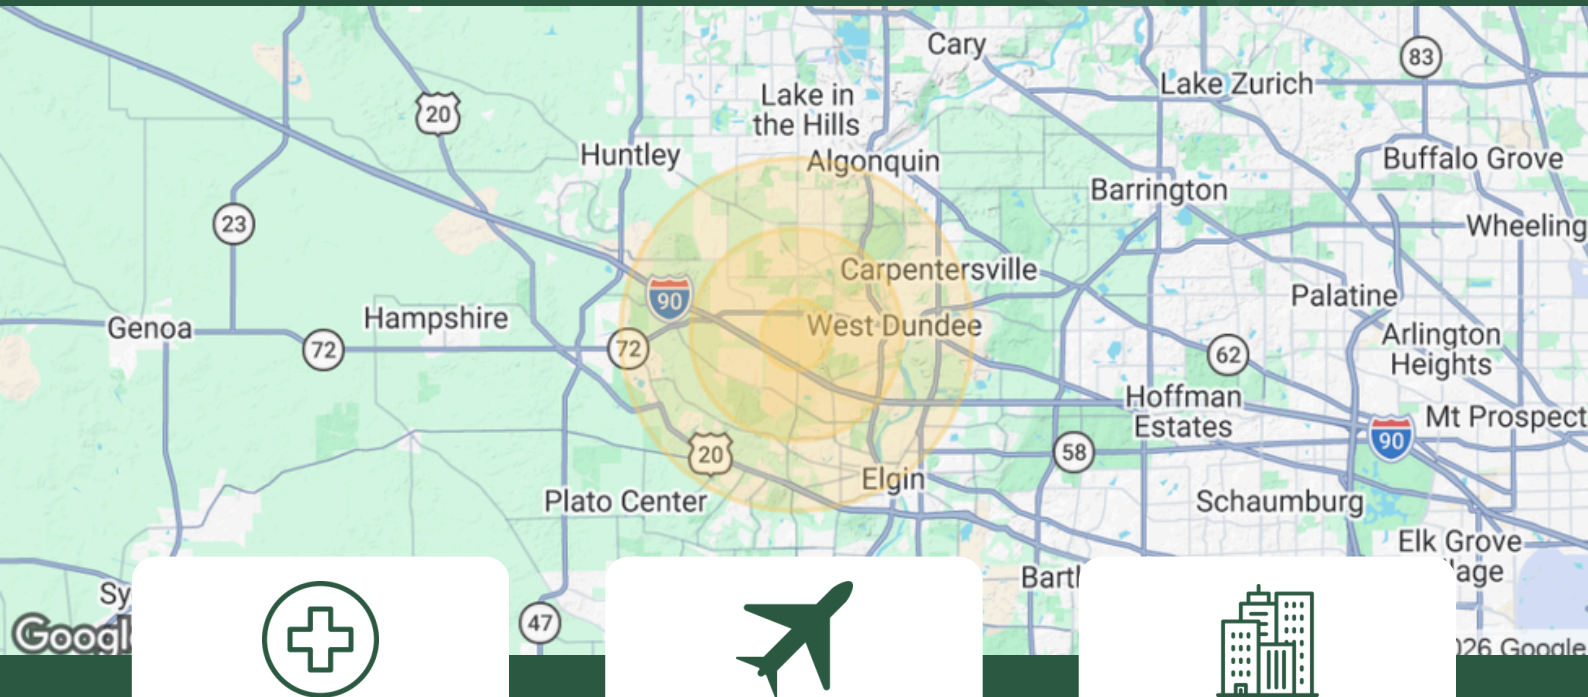 Cary
83
Lake Zurich
20
Lake in
the Hills
Huntley
Algonquin
Buffalo Grove
Barrington
23
Wheeling
Carpentersville
90
Palatine
Genoa
Hampshire
West Dundee
72
72
Arlington
Heights
62
Hoffman
Estates
Mt Prospect
90
20
58
Elgin
Plato Center
Schaumburg
Elk Grove
47
Google